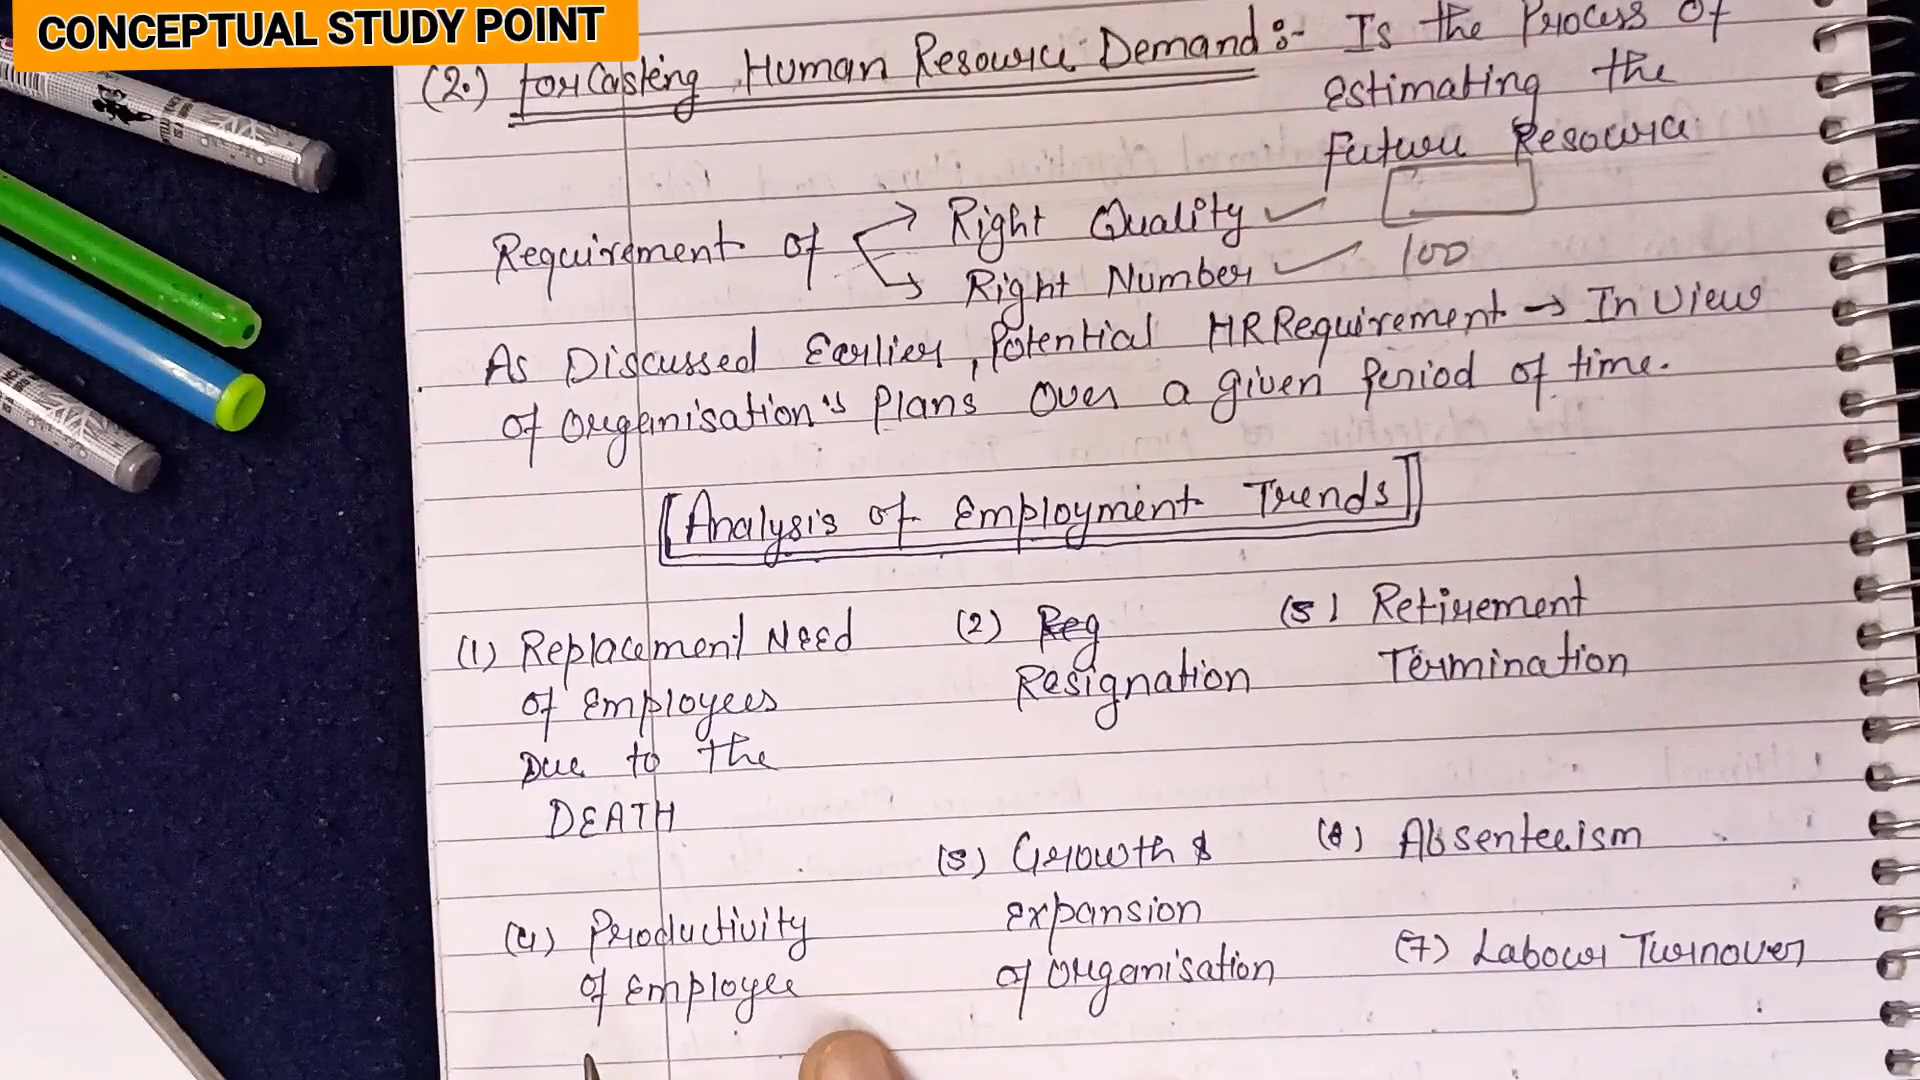 CONCEPTUAL STUDY POINT
(2.) Forcasting Human Resource Demand :- Is the Process of
estimating the
Future Resource
Requirement of → Right Quality ✓
→ Right Number ✓ 100
As Discussed Earlier, Potential HR Requirement → In View
of Organisation's Plans Over a given Period of time.
[Analysis of Employment Trends]
(1) Replacement Need
of Employees
Due to the
DEATH
(2) Reg
Resignation
(3) Retirement
Termination
(4) Productivity
of Employee
(5) Growth &
expansion
of Organisation
(6) Absenteeism
(7) Labour Turnover